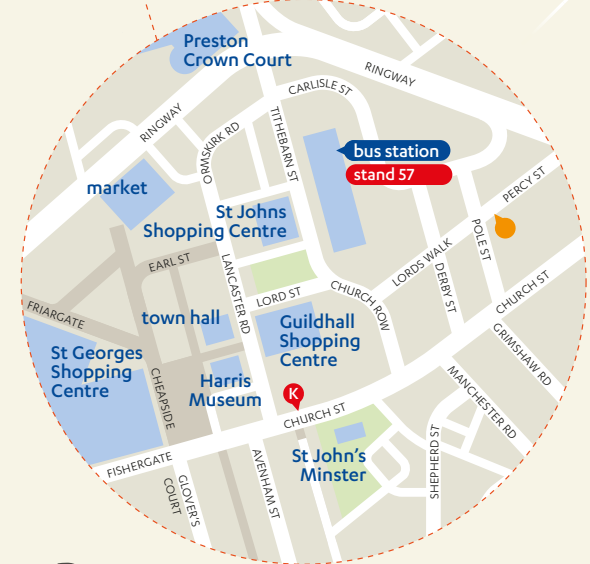 Preston
Crown Court
RINGWAY
CARLISLE ST
RINGWAY
TITHEBARN ST
ORMSKIRK RD
bus station
stand 57
market
PERCY ST
St Johns
Shopping Centre
POLE ST
EARL ST
LANCASTER RD
LORDS WALK
DERBY ST
CHURCH ST
LORD ST
CHURCH ROW
FRIARGATE
town hall
Guildhall
Shopping
Centre
GRIMSHAW RD
St Georges
Shopping
Centre
CHEAPSIDE
Harris
Museum
K
MANCHESTER RD
CHURCH ST
FISHERGATE
St John's
Minster
GLOVER'S
COURT
AVENHAM ST
SHEPHERD ST